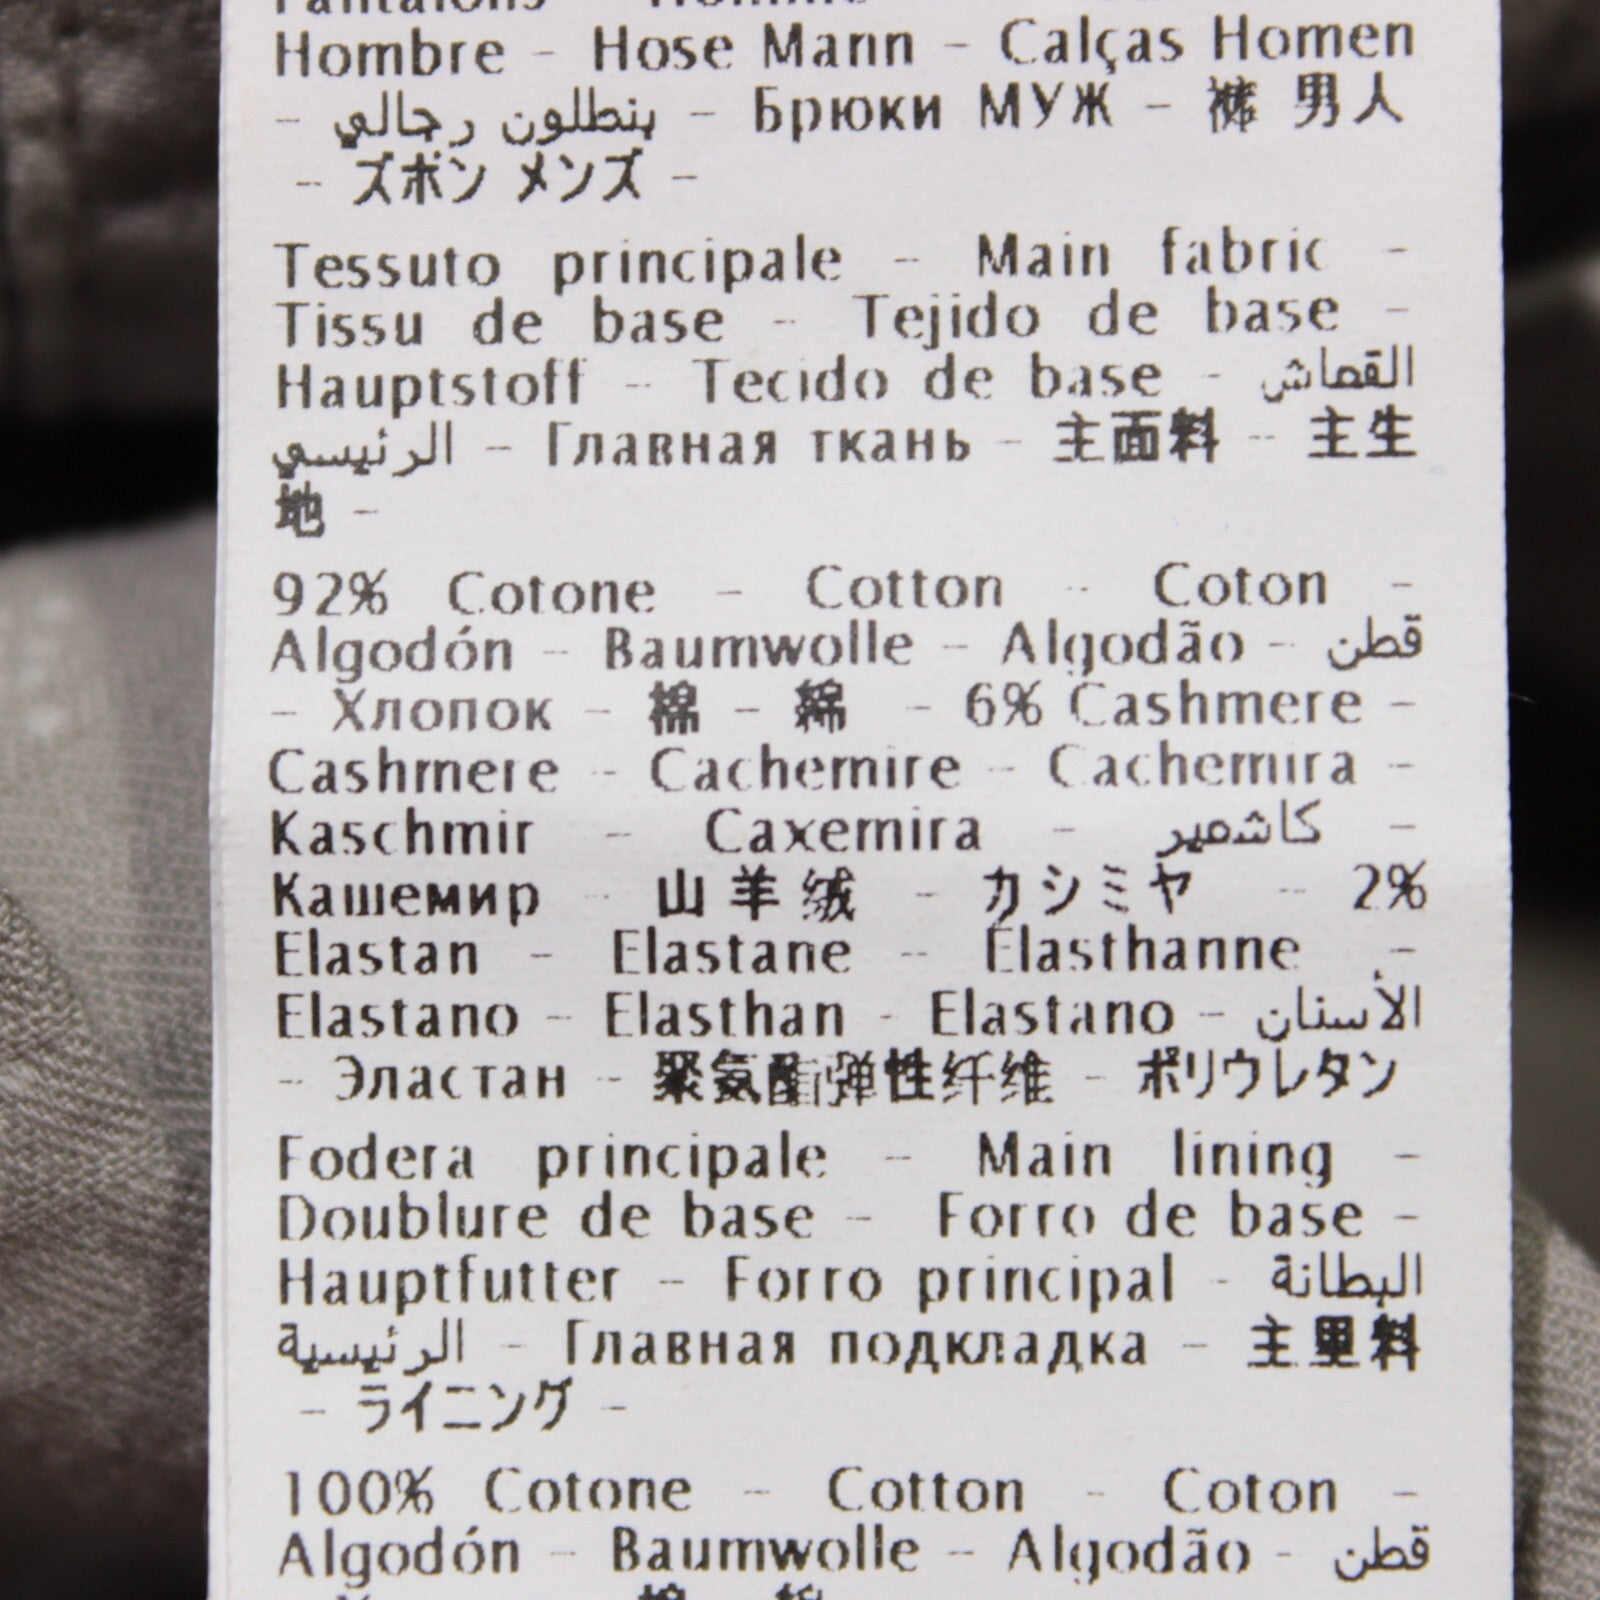 Pantalons Homme
Hombre - Hose Mann - Calças Homen
- بنطلون رجالي - Брюки МУЖ - 裤 男人
- ズボン メンズ -
Tessuto principale - Main fabric -
Tissu de base - Tejido de base -
Hauptstoff - Tecido de base - القماش
الرئيسي - Главная ткань - 主面料 - 主生
地 -
92% Cotone - Cotton - Coton -
Algodón - Baumwolle - Algodão - قطن
- Хлопок - 棉 - 綿 - 6% Cashmere -
Cashmere - Cachemire - Cachemira -
Kaschmir - Caxemira - كاشمير -
Кашемир - 山羊绒 - カシミヤ - 2%
Elastan - Elastane - Élasthanne -
Elastano - Elasthan - Elastano - الأسنان
- Эластан - 聚氨酯弹性纤维 - ポリウレタン
Fodera principale - Main lining -
Doublure de base - Forro de base -
Hauptfutter - Forro principal - البطانة
الرئيسية - Главная подкладка - 主里料
- ライニング -
100% Cotone - Cotton - Coton -
Algodón - Baumwolle - Algodão - قطن